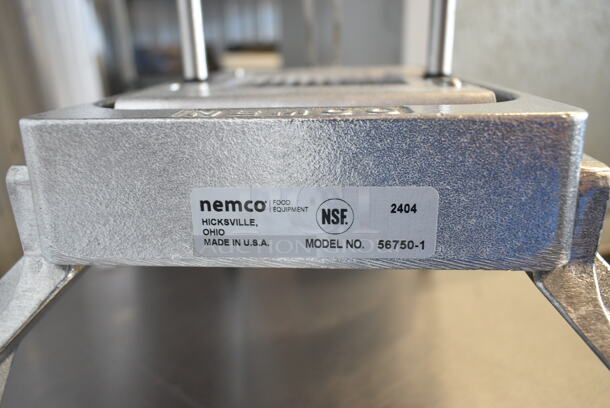 nemco FOOD EQUIPMENT
HICKSVILLE,
OHIO
MADE IN U.S.A.
NSF.
2404
MODEL NO. 56750-1